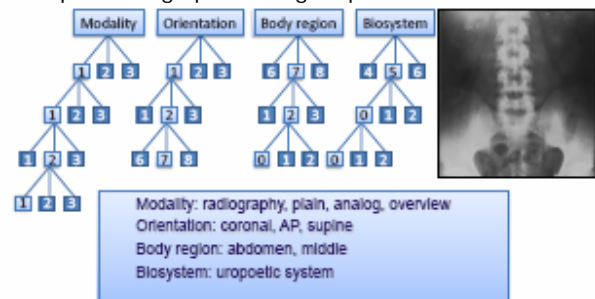 Modality Orientation Body region Biosystem
1 2 3 1 2 3 6 7 8 4 5 6
1 2 3 1 2 3 1 2 3 0 1 2
1 2 3 6 7 8 0 1 2 0 1 2
1 2 3
Modality: radiography, plain, analog, overview
Orientation: coronal, AP, supine
Body region: abdomen, middle
Biosystem: uropoetic system